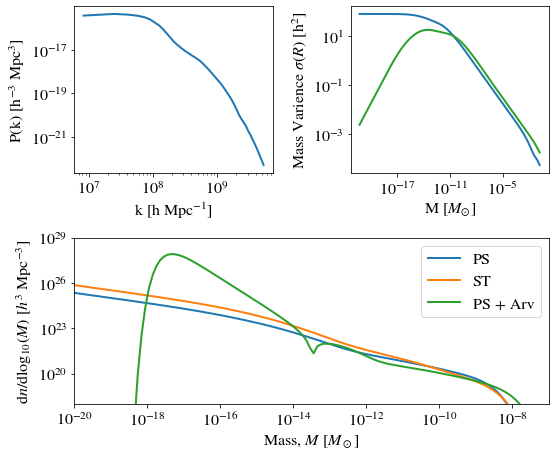 P(k) [h⁻³ Mpc³]
10⁻¹⁷
10⁻¹⁹
10⁻²¹
10⁷ 10⁸ 10⁹
k [h Mpc⁻¹]
Mass Varience σ(R) [h²]
10¹
10⁻¹
10⁻³
10⁻¹⁷ 10⁻¹¹ 10⁻⁵
M [M⊙]
dn/dlog₁₀(M) [h³ Mpc⁻³]
10²⁹
10²⁶
10²³
10²⁰
PS
ST
PS + Arv
10⁻²⁰ 10⁻¹⁸ 10⁻¹⁶ 10⁻¹⁴ 10⁻¹² 10⁻¹⁰ 10⁻⁸
Mass, M [M⊙]